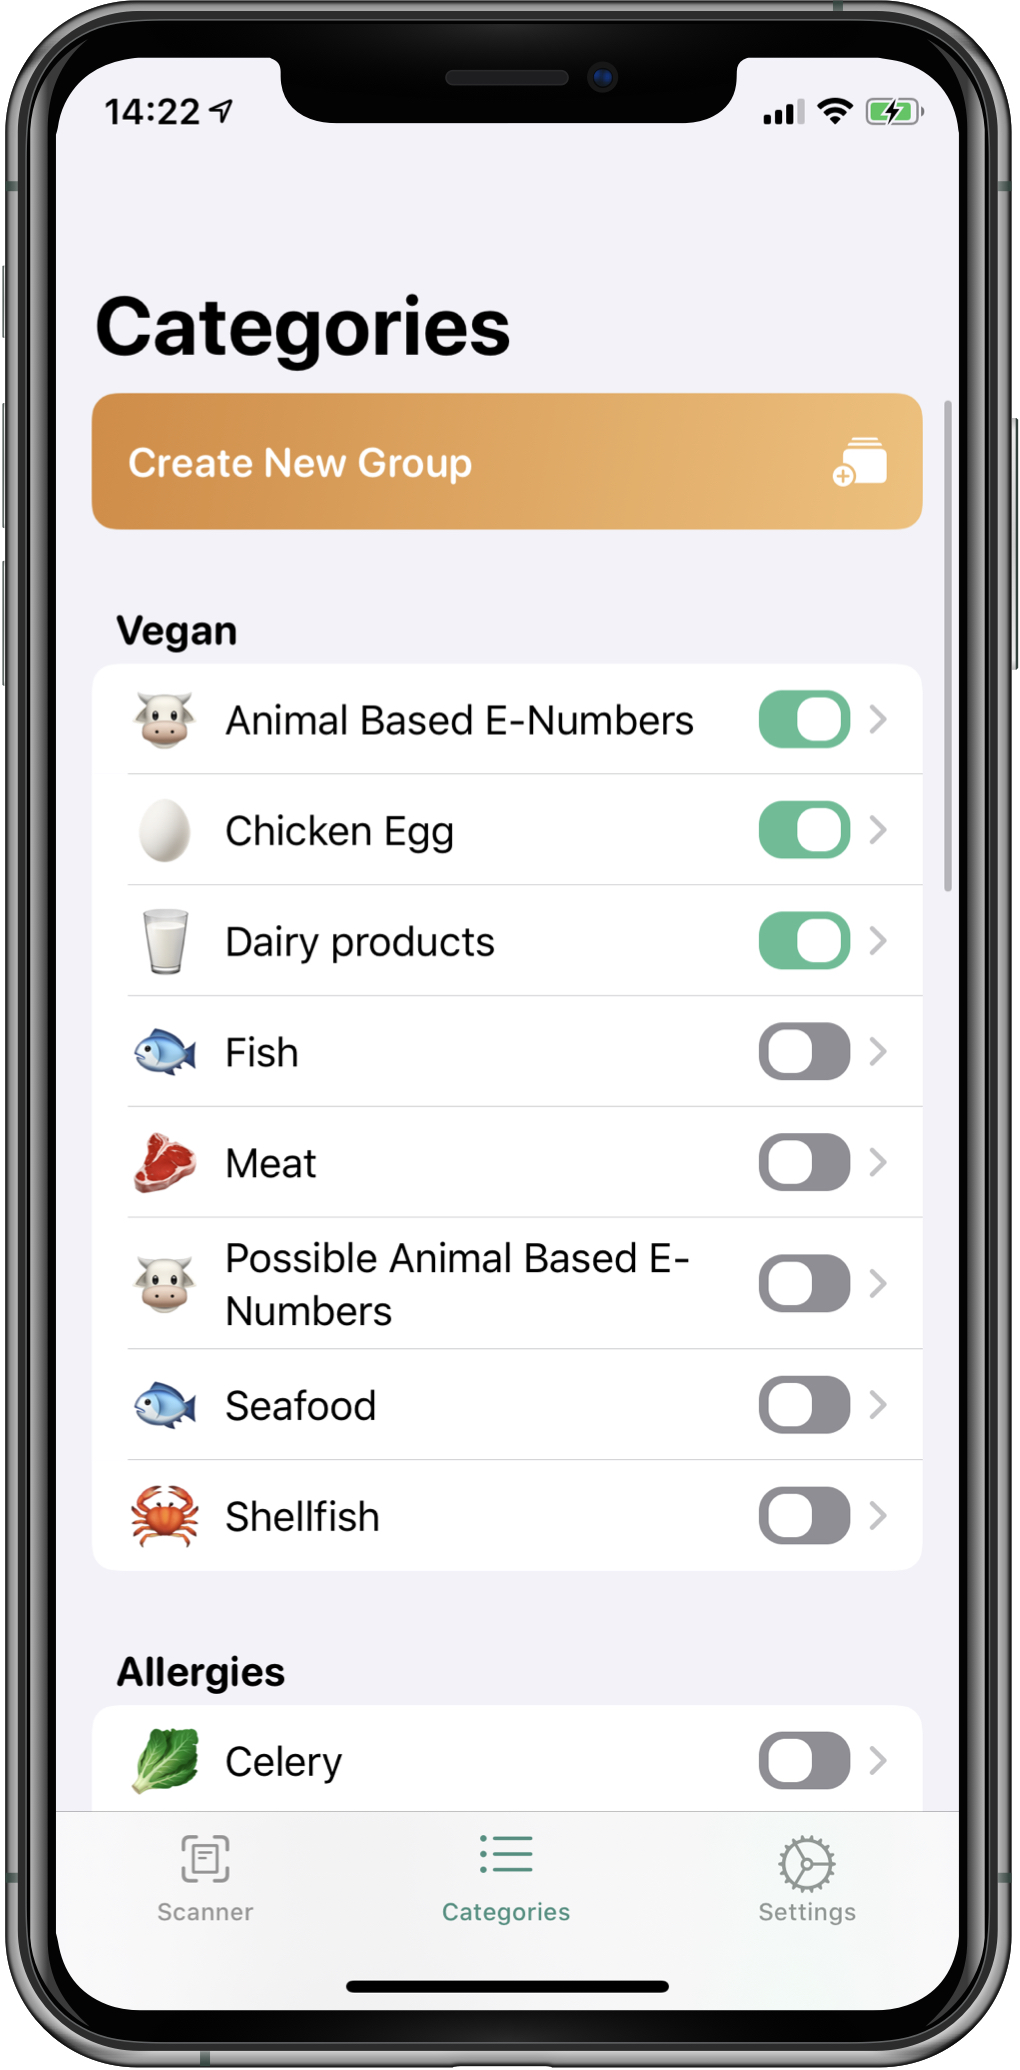 14:22
Categories
Create New Group
Vegan
Animal Based E-Numbers
Chicken Egg
Dairy products
Fish
Meat
Possible Animal Based E-
Numbers
Seafood
Shellfish
Allergies
Celery
Scanner
Categories
Settings